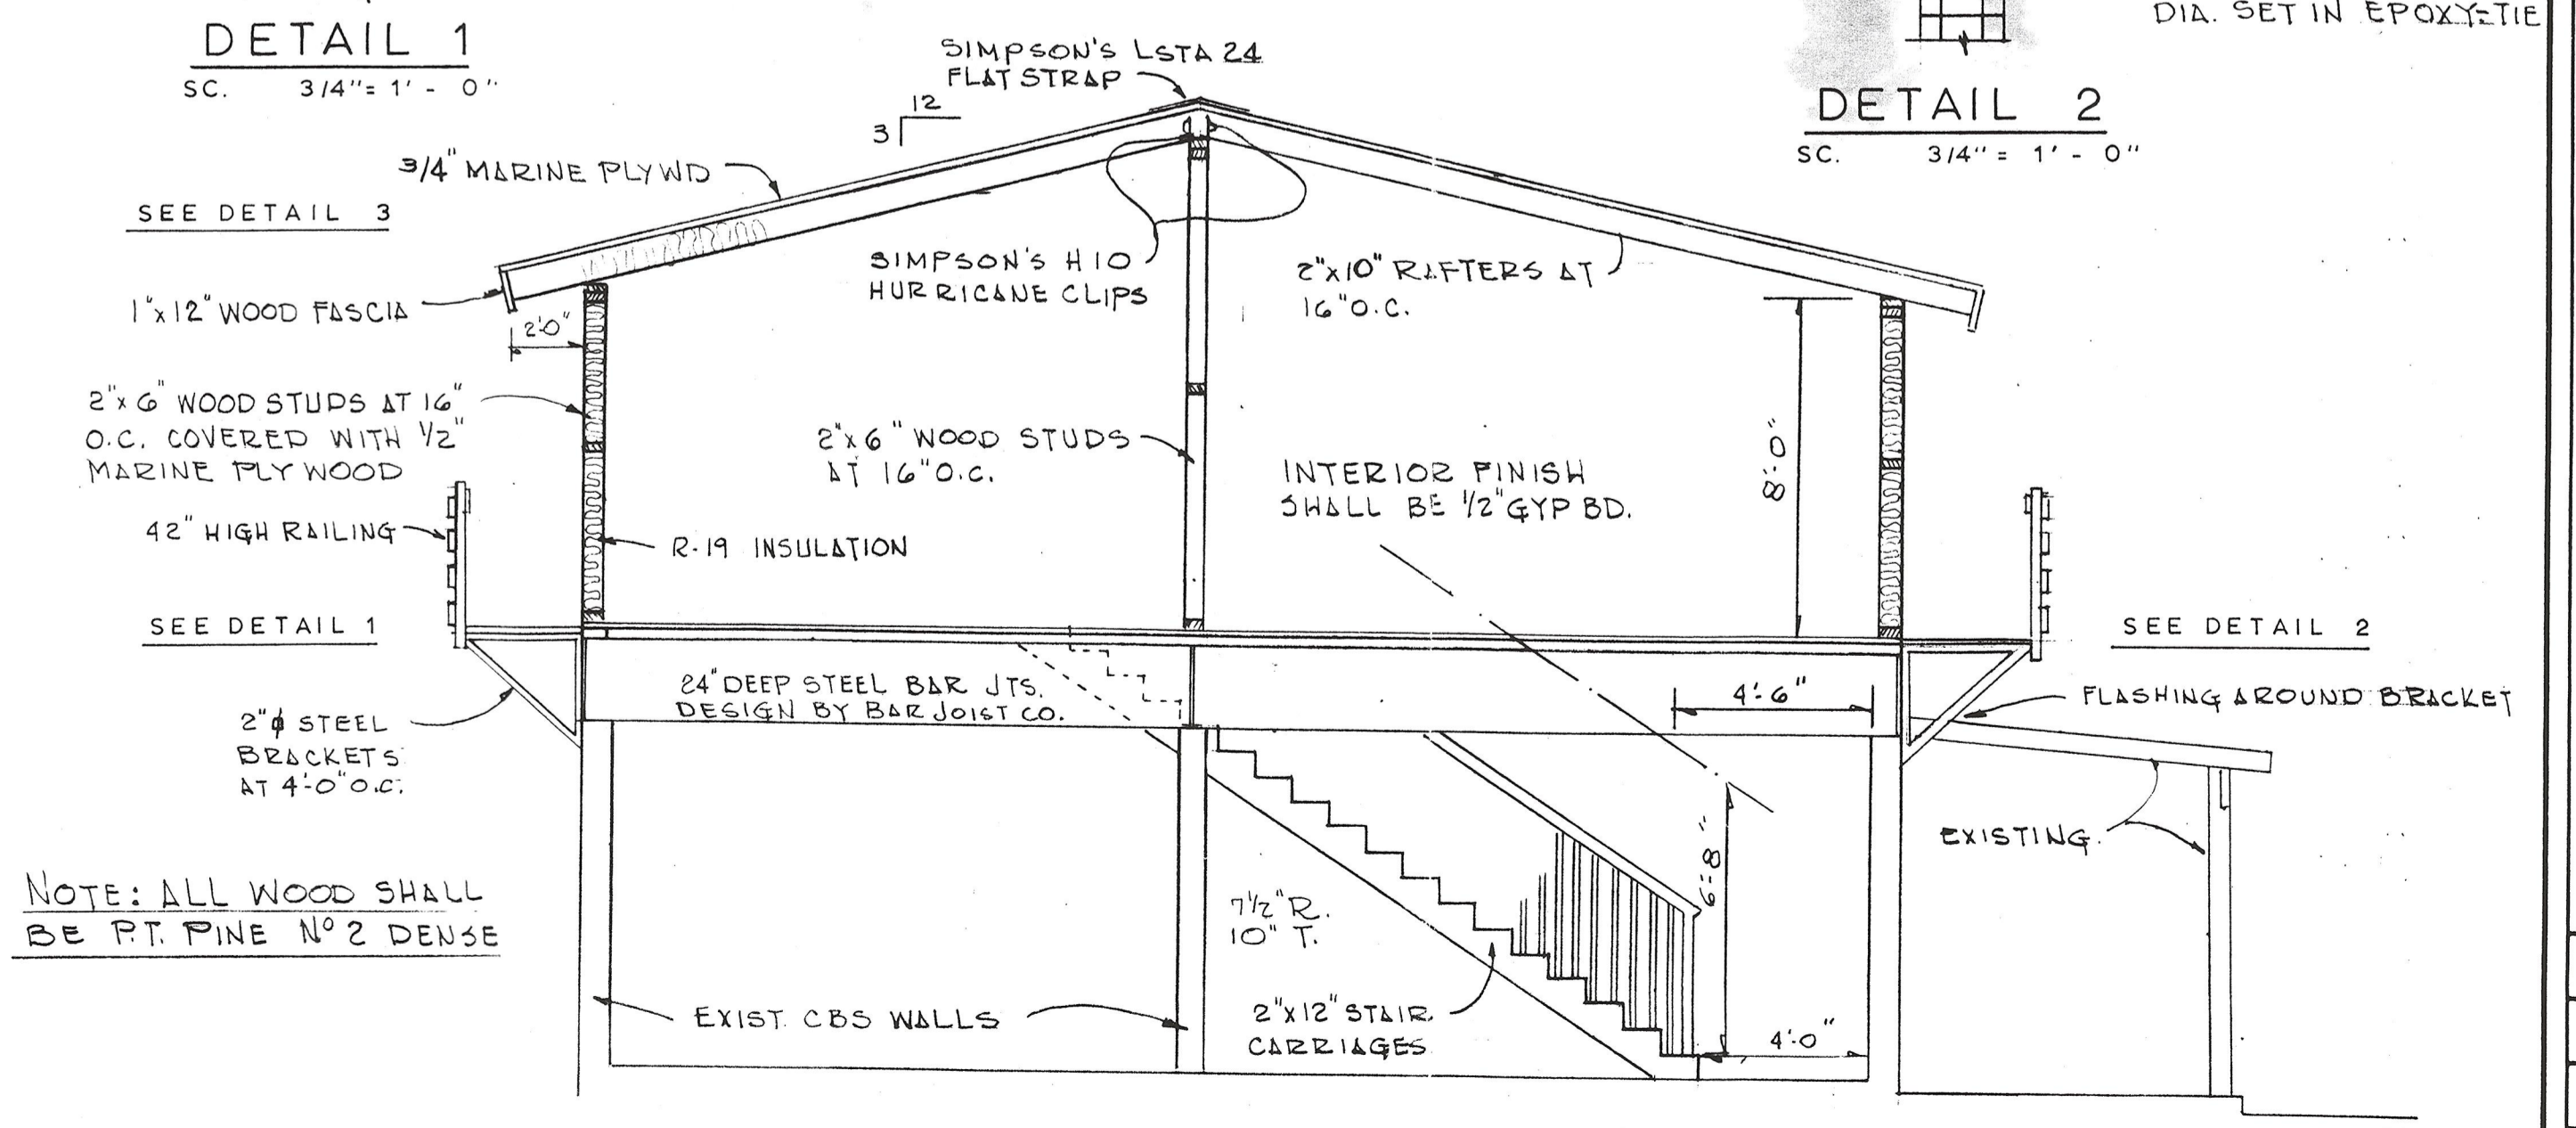 DETAIL 1
SC. 3/4"= 1' - 0"
SIMPSON'S LSTA 24
FLAT STRAP
DIA. SET IN EPOXY-TIE
DETAIL 2
SC. 3/4" = 1' - 0"
12
3
3/4" MARINE PLYWD
SEE DETAIL 3
1"x12" WOOD FASCIA
2'0"
SIMPSON'S H10
HURRICANE CLIPS
2"x10" RAFTERS AT
16" O.C.
2"x6" WOOD STUDS AT 16"
O.C. COVERED WITH 1/2"
MARINE PLYWOOD
2"x6" WOOD STUDS
AT 16" O.C.
INTERIOR FINISH
SHALL BE 1/2" GYP BD.
8'-0"
42" HIGH RAILING
R-19 INSULATION
SEE DETAIL 1
SEE DETAIL 2
24" DEEP STEEL BAR JTS.
DESIGN BY BAR JOIST CO.
4'-6"
FLASHING AROUND BRACKET
2"ϕ STEEL
BRACKETS
AT 4'-0" O.C.
EXISTING
6'-8"
NOTE: ALL WOOD SHALL
BE P.T. PINE Nº 2 DENSE
7 1/2" R.
10" T.
EXIST. CBS WALLS
2"x12" STAIR
CARRIAGES
4'-0"